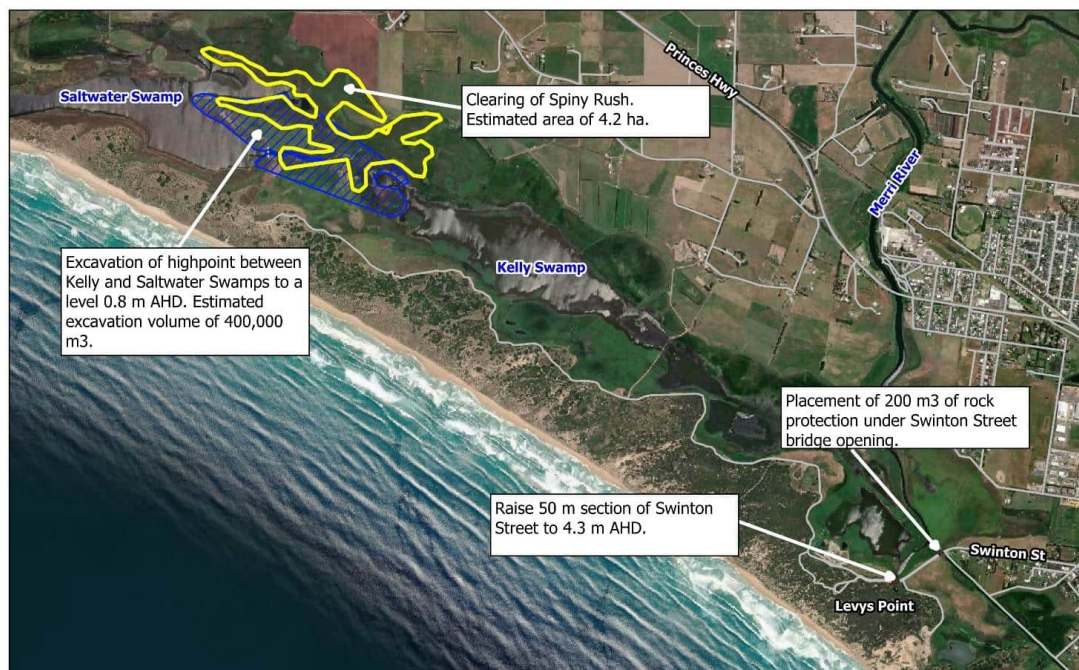 Saltwater Swamp
Clearing of Spiny Rush.
Estimated area of 4.2 ha.
Princes Hwy
Merri River
Excavation of highpoint between
Kelly and Saltwater Swamps to a
level 0.8 m AHD. Estimated
excavation volume of 400,000
m3.
Kelly Swamp
Placement of 200 m3 of rock
protection under Swinton Street
bridge opening.
Raise 50 m section of Swinton
Street to 4.3 m AHD.
Swinton St
Levys Point